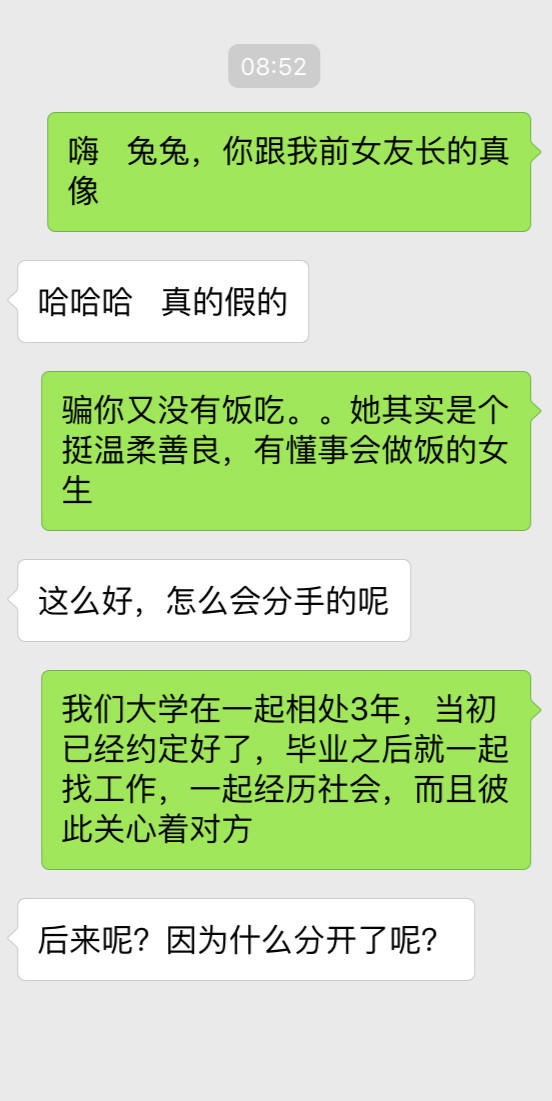 08:52
嗨   兔兔，你跟我前女友长的真
像
哈哈哈   真的假的
骗你又没有饭吃。。她其实是个
挺温柔善良，有懂事会做饭的女
生
这么好，怎么会分手的呢
我们大学在一起相处3年，当初
已经约定好了，毕业之后就一起
找工作，一起经历社会，而且彼
此关心着对方
后来呢？因为什么分开了呢？